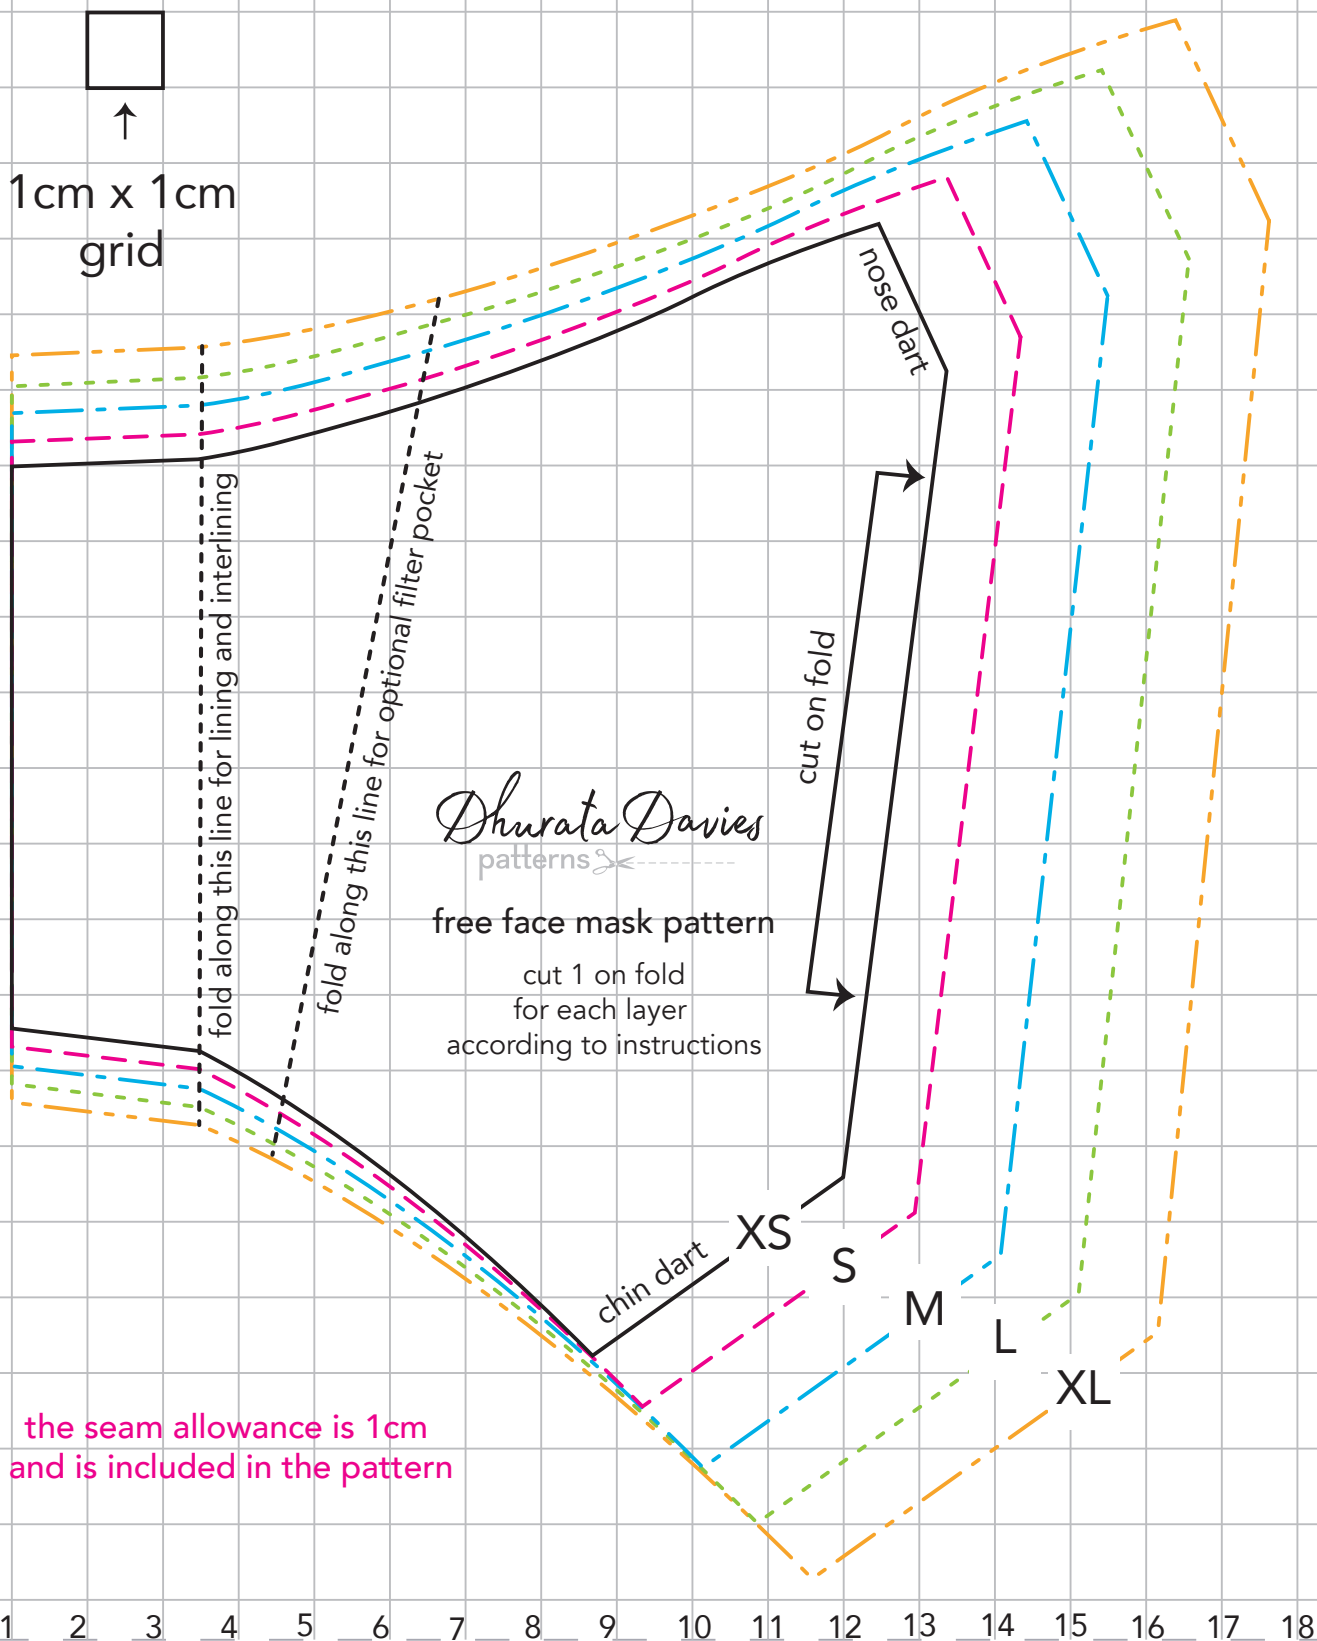 1cm x 1cm
grid
nose dart
fold along this line for lining and interlining
fold along this line for optional filter pocket
cut on fold
Dhurata Davies
patterns
free face mask pattern
cut 1 on fold
for each layer
according to instructions
chin dart
XS
S
M
L
XL
the seam allowance is 1cm
and is included in the pattern
1 2 3 4 5 6 7 8 9 10 11 12 13 14 15 16 17 18